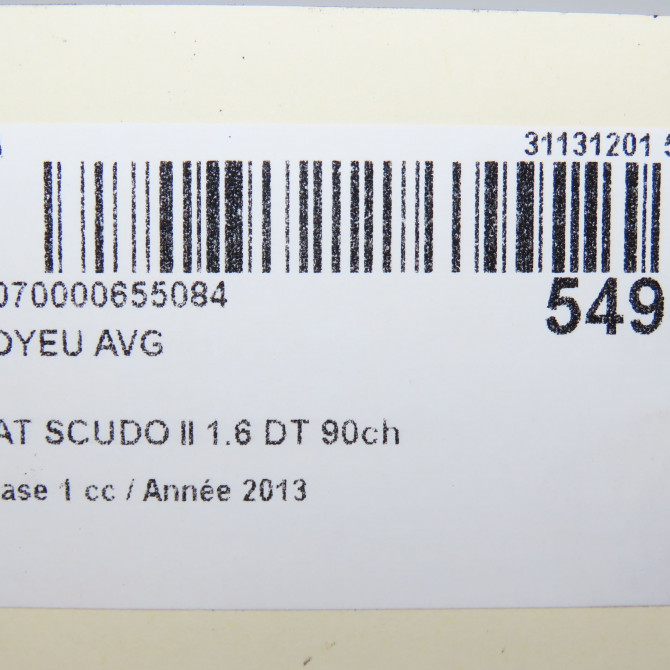 31131201 5
070000655084
549
OYEU AVG
AT SCUDO II 1.6 DT 90ch
ase 1 cc / Année 2013